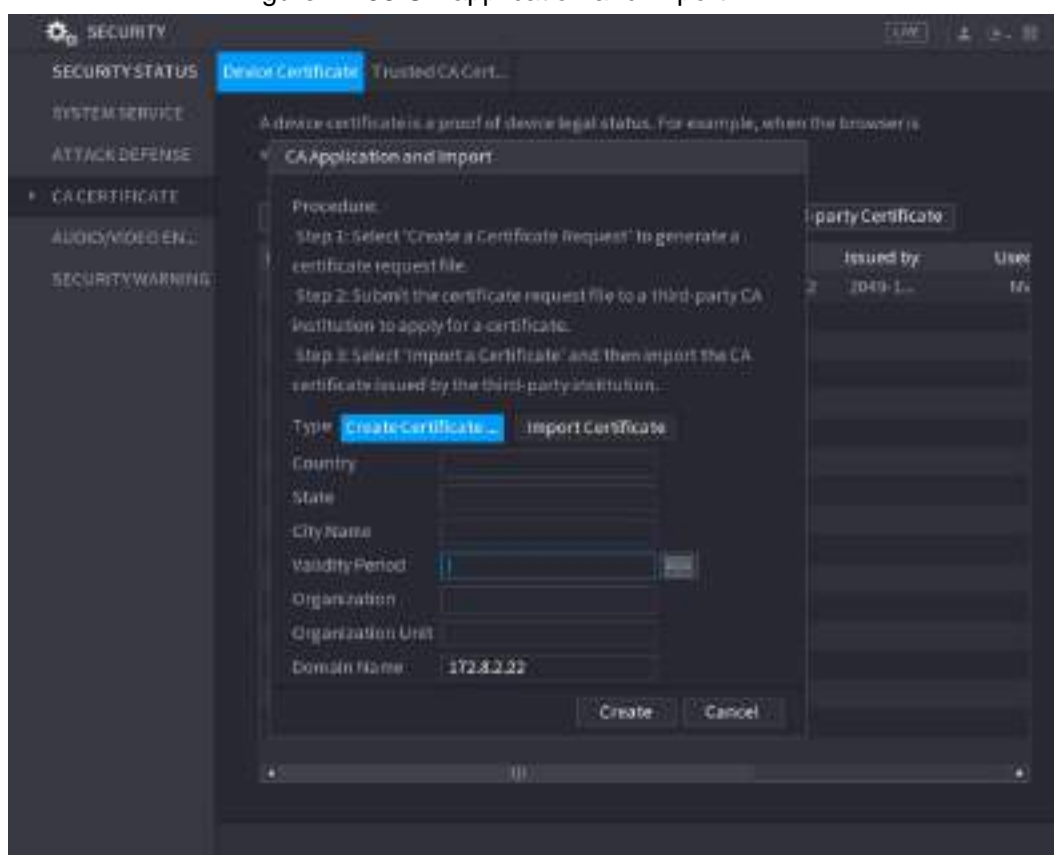 SECURITY
LIVE
SECURITY STATUS
Device Certificate
Trusted CA Cert...
SYSTEM SERVICE
A device certificate is a proof of device legal status. For example, when the browser is
ATTACK DEFENSE
CA Application and Import
CA CERTIFICATE
Procedure:
-party Certificate
Step 1: Select 'Create a Certificate Request' to generate a
AUDIO/VIDEO EN...
certificate request file.
Issued by
SECURITY WARNING
Step 2: Submit the certificate request file to a third-party CA
2
2049-1...
institution to apply for a certificate.
Step 3: Select 'Import a Certificate' and then import the CA
certificate issued by the third-party institution.
Type
Create Certificate ...
Import Certificate
Country
State
City Name
Validity Period
Organization
Organization Unit
Domain Name
172.8.2.22
Create
Cancel